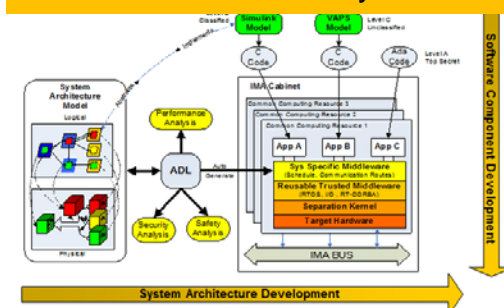 Classified
Simulink
Model
VAPS
Model
Level C
Unclassified
Implements
C
Code
C
Code
Ada
Code
Level A
Top Secret
System
Architecture
Model
Logical
Physical
Performance
Analysis
ADL
Auto
Generate
Security
Analysis
Safety
Analysis
IMA Cabinet
Common Computing Resource 3
Common Computing Resource 2
Common Computing Resource 1
App A
App B
App C
Sys Specific Middleware
(Schedule, Communication Routes)
Reusable Trusted Middleware
(RTOS, I/O, RT-CORBA)
Separation Kernel
Target Hardware
IMA BUS
Software Component Development
System Architecture Development